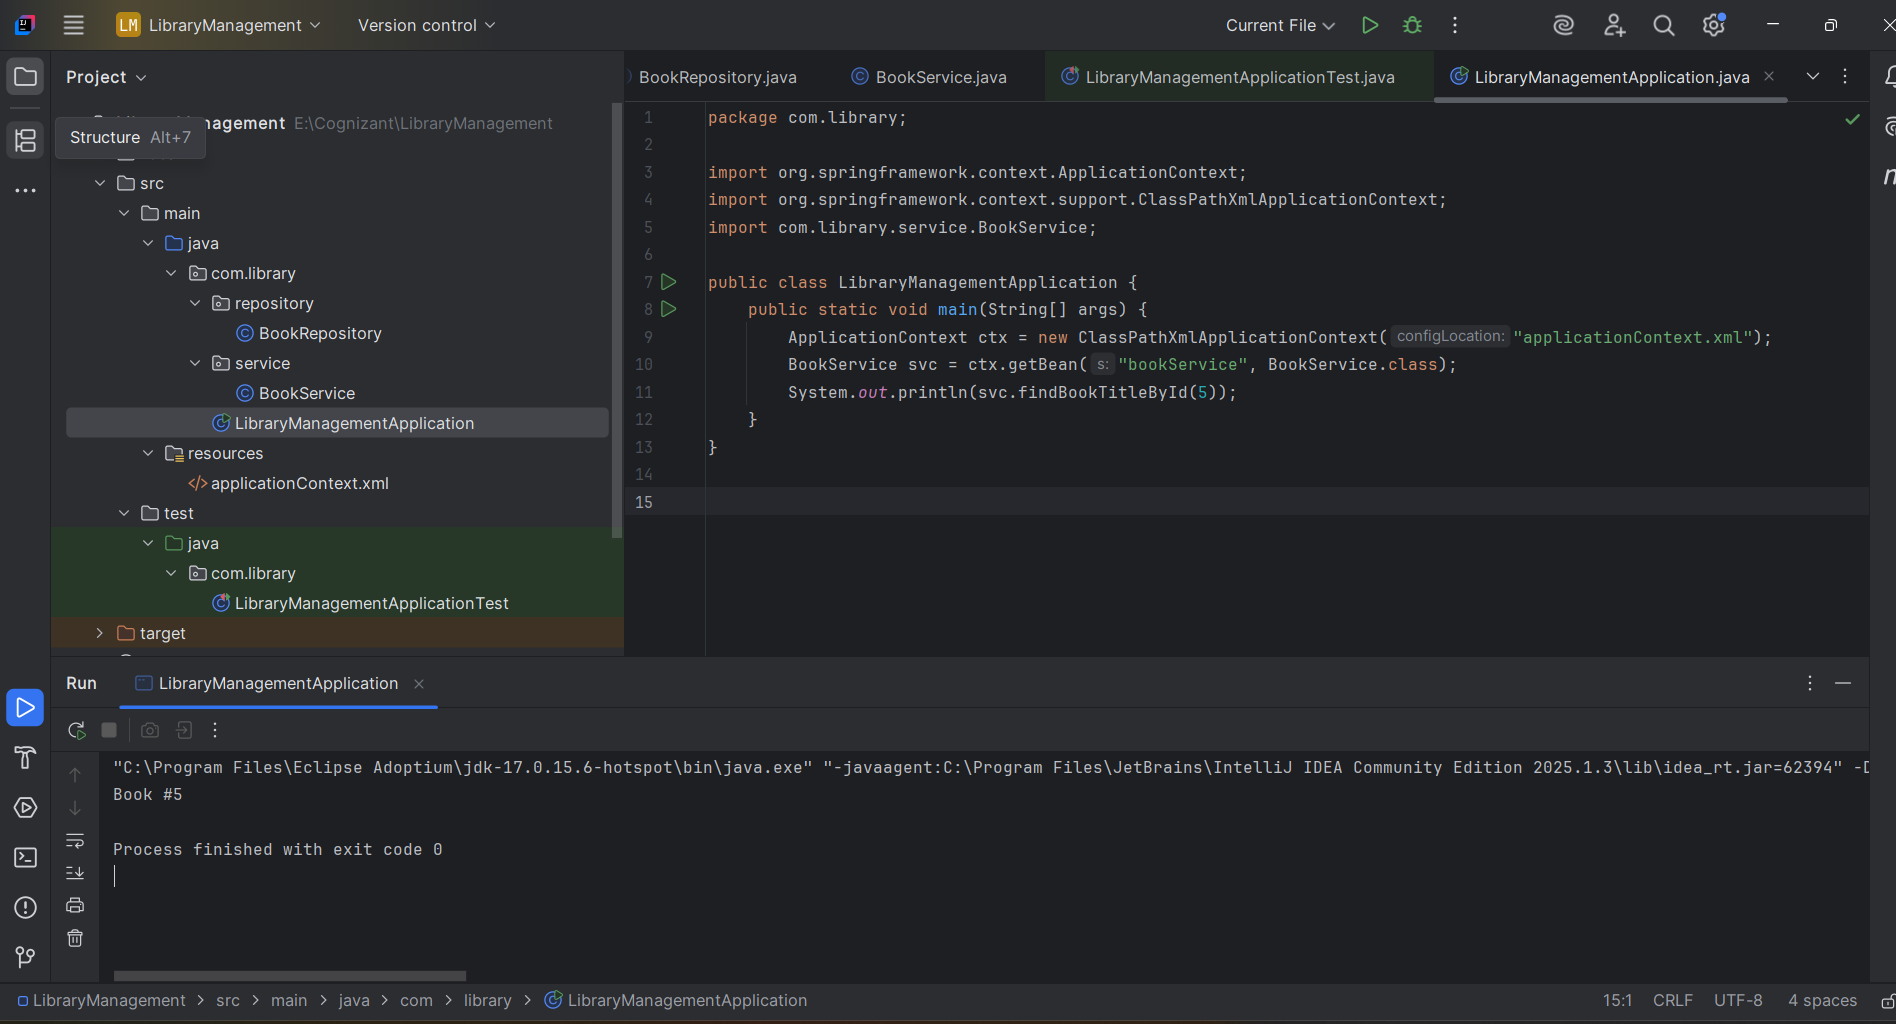 LM LibraryManagement Version control Current File
Project
BookRepository.java BookService.java LibraryManagementApplicationTest.java LibraryManagementApplication.java
nagement E:\Cognizant\LibraryManagement
Structure Alt+7
src
main
java
com.library
repository
BookRepository
service
BookService
LibraryManagementApplication
resources
</> applicationContext.xml
test
java
com.library
LibraryManagementApplicationTest
target
1 package com.library;
2
3 import org.springframework.context.ApplicationContext;
4 import org.springframework.context.support.ClassPathXmlApplicationContext;
5 import com.library.service.BookService;
6
7 public class LibraryManagementApplication {
8 public static void main(String[] args) {
9 ApplicationContext ctx = new ClassPathXmlApplicationContext( configLocation: "applicationContext.xml");
10 BookService svc = ctx.getBean( s: "bookService", BookService.class);
11 System.out.println(svc.findBookTitleById(5));
12 }
13 }
14
15
Run LibraryManagementApplication
"C:\Program Files\Eclipse Adoptium\jdk-17.0.15.6-hotspot\bin\java.exe" "-javaagent:C:\Program Files\JetBrains\IntelliJ IDEA Community Edition 2025.1.3\lib\idea_rt.jar=62394" -D
Book #5
Process finished with exit code 0
LibraryManagement > src > main > java > com > library > LibraryManagementApplication 15:1 CRLF UTF-8 4 spaces